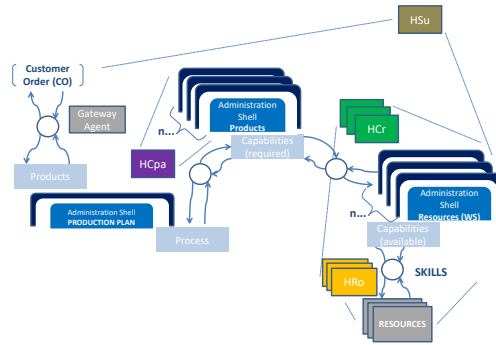 HSu
Customer
Order (CO)
Gateway
Agent
n...
Administration
Shell
Products
HCr
HCpa
Capabilities
(required)
Products
Administration
Shell
Resources (WS)
n...
Administration Shell
PRODUCTION PLAN
Process
Capabilities
(available)
HRo
SKILLS
RESOURCES